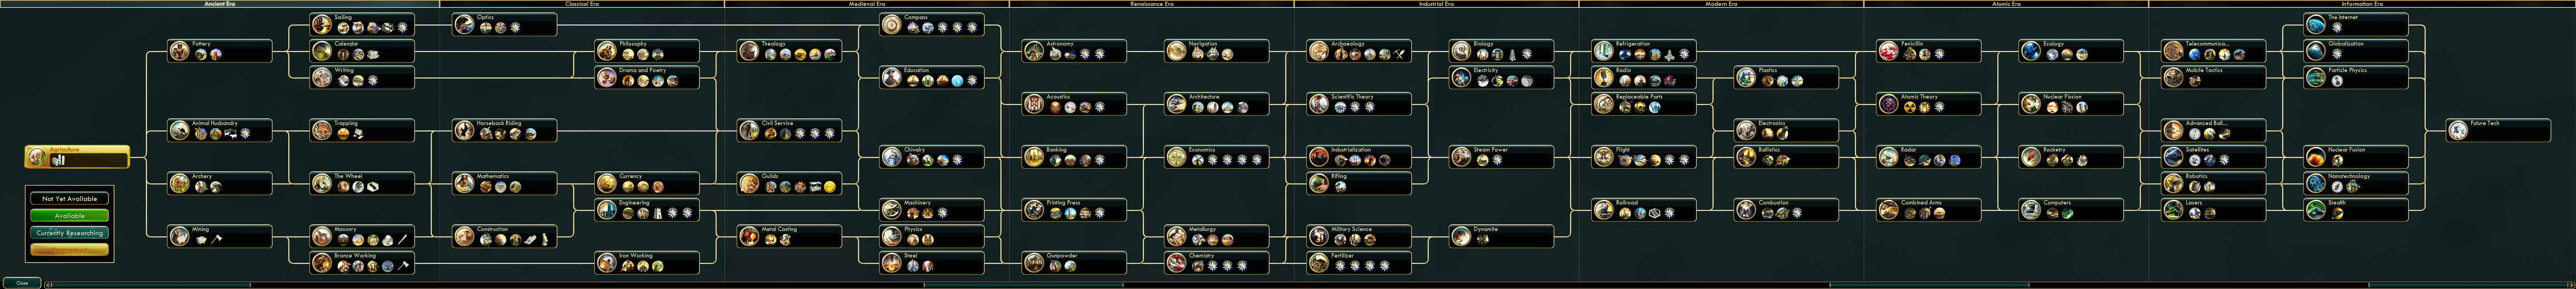 Ancient Era
Classical Era
Medieval Era
Renaissance Era
Industrial Era
Modern Era
Atomic Era
Information Era
Agriculture
Not Yet Available
Available
Currently Researching
Close
Pottery
Animal Husbandry
Archery
Mining
Sailing
Calendar
Writing
Trapping
The Wheel
Masonry
Bronze Working
Optics
Horseback Riding
Mathematics
Construction
Philosophy
Drama and Poetry
Currency
Engineering
Iron Working
Theology
Civil Service
Guilds
Metal Casting
Compass
Education
Chivalry
Machinery
Physics
Steel
Astronomy
Acoustics
Banking
Printing Press
Gunpowder
Navigation
Architecture
Economics
Metallurgy
Chemistry
Archaeology
Scientific Theory
Industrialization
Rifling
Military Science
Fertilizer
Biology
Electricity
Steam Power
Dynamite
Refrigeration
Radio
Replaceable Parts
Flight
Railroad
Plastics
Electronics
Ballistics
Combustion
Penicillin
Atomic Theory
Radar
Combined Arms
Ecology
Nuclear Fission
Rocketry
Computers
Telecommunica...
Mobile Tactics
Advanced Ball...
Satellites
Robotics
Lasers
The Internet
Globalization
Particle Physics
Nuclear Fusion
Nanotechnology
Stealth
Future Tech